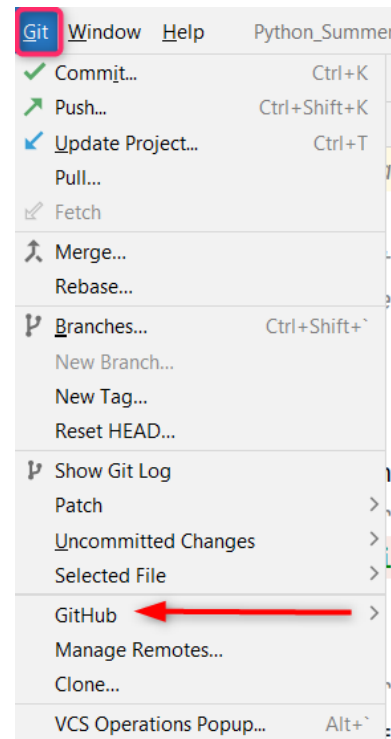 Git Window Help Python_Summer
Commit... Ctrl+K
Push... Ctrl+Shift+K
Update Project... Ctrl+T
Pull...
Fetch
Merge...
Rebase...
Branches... Ctrl+Shift+`
New Branch...
New Tag...
Reset HEAD...
Show Git Log
Patch
Uncommitted Changes
Selected File
GitHub
Manage Remotes...
Clone...
VCS Operations Popup... Alt+`